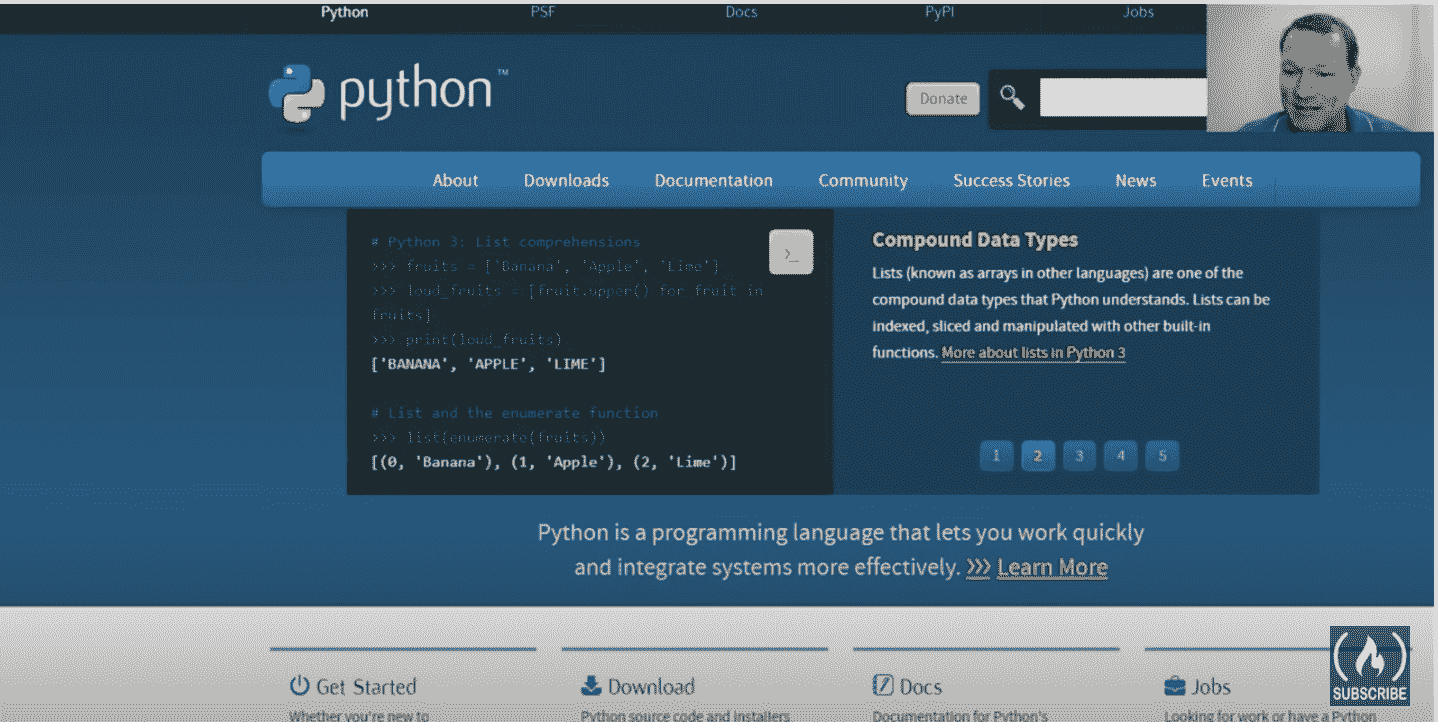 Python PSF Docs PyPI Jobs
python™
Donate
About Downloads Documentation Community Success Stories News Events
# Python 3: List comprehensions
>>> fruits = ['Banana', 'Apple', 'Lime']
>>> loud_fruits = [fruit.upper() for fruit in
fruits]
>>> print(loud_fruits)
['BANANA', 'APPLE', 'LIME']
# List and the enumerate function
>>> list(enumerate(fruits))
[(0, 'Banana'), (1, 'Apple'), (2, 'Lime')]
>_
Compound Data Types
Lists (known as arrays in other languages) are one of the
compound data types that Python understands. Lists can be
indexed, sliced and manipulated with other built-in
functions. More about lists in Python 3
1 2 3 4 5
Python is a programming language that lets you work quickly
and integrate systems more effectively. >>> Learn More
Get Started Download Docs Jobs
Whether you're new to Python source code and installers Documentation for Python's Looking for work or have a Python
SUBSCRIBE